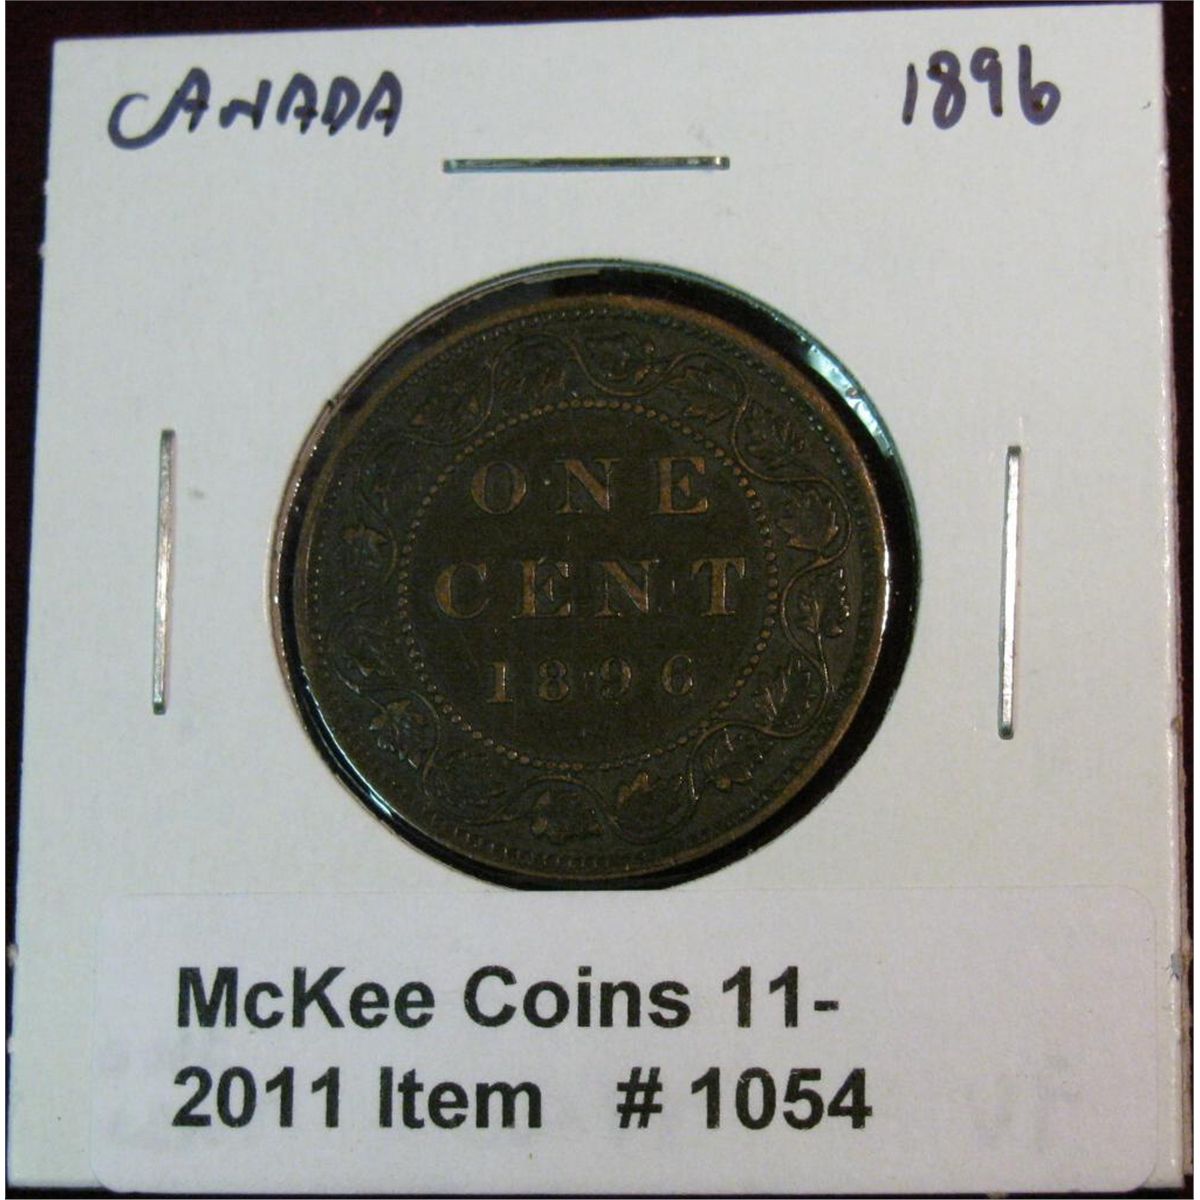 CANADA 1896
ONE
CENT
1896
McKee Coins 11-
2011 Item # 1054